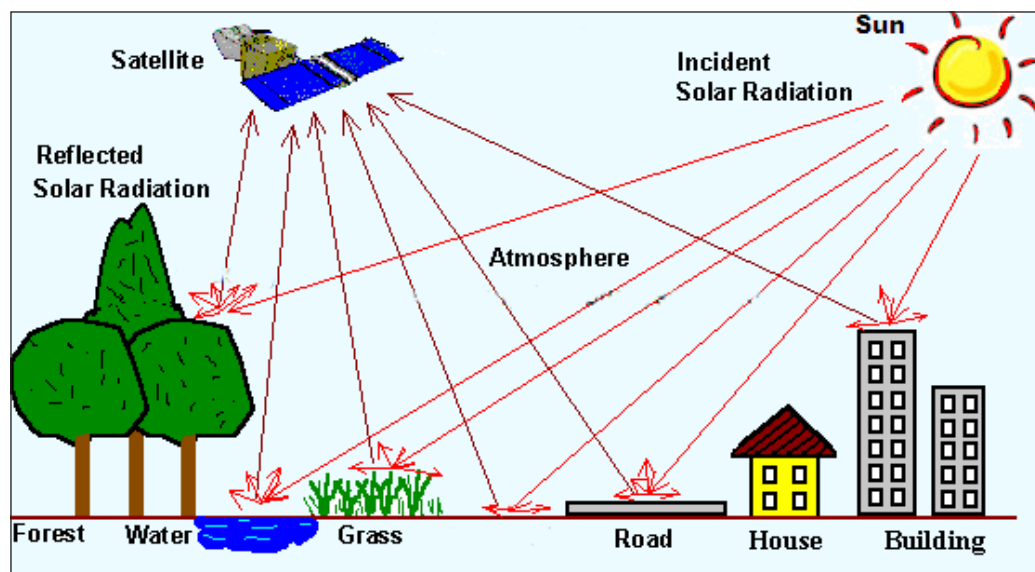 Sun
Satellite
Incident
Solar Radiation
Reflected
Solar Radiation
Atmosphere
Forest
Water
Grass
Road
House
Building